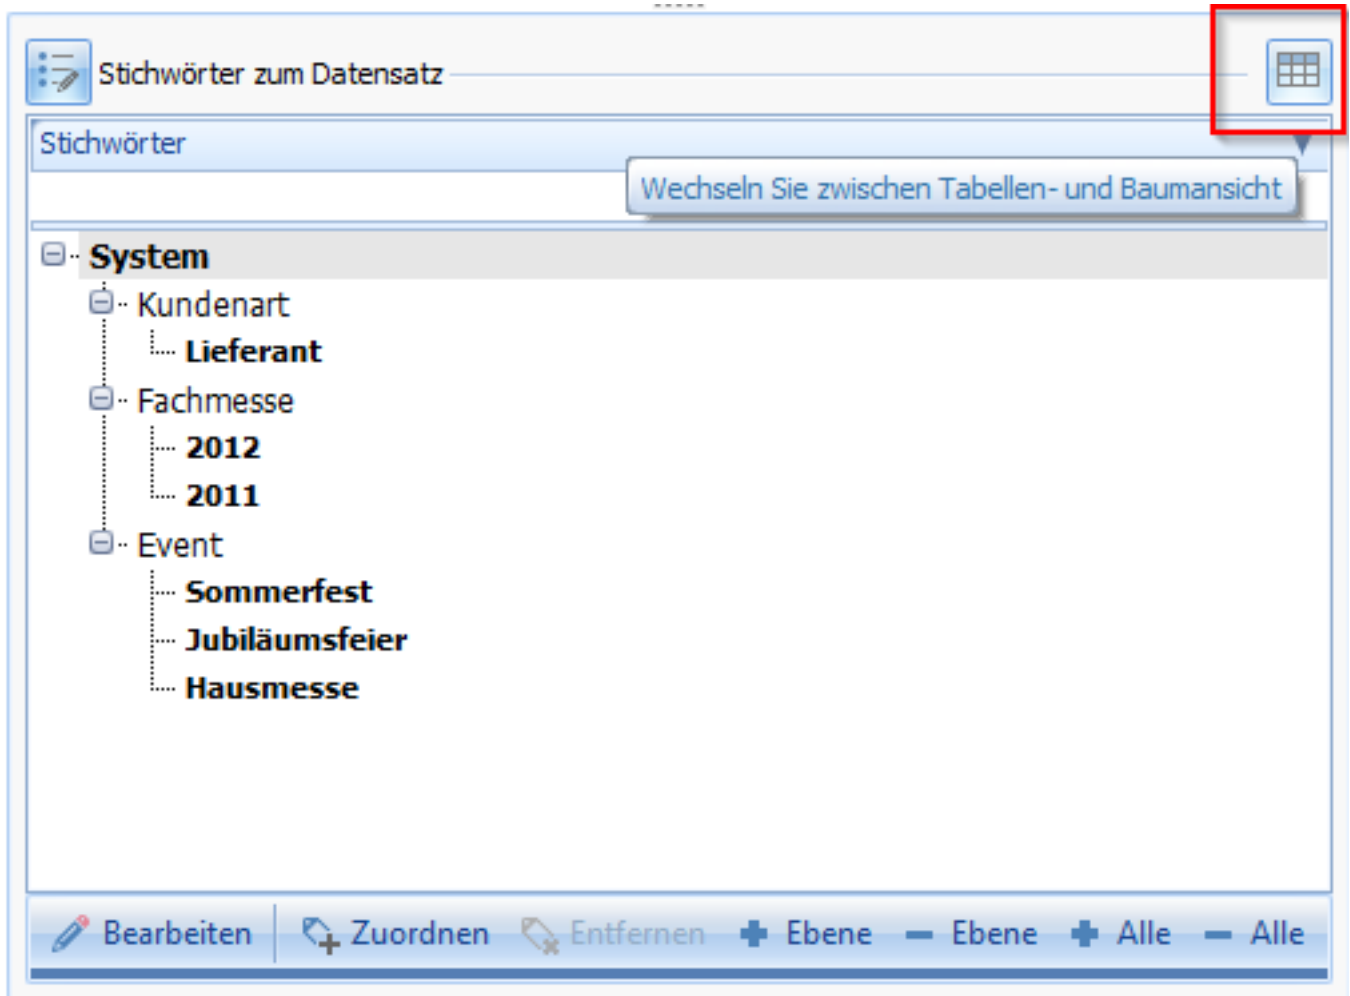 Stichwörter zum Datensatz
Stichwörter
Wechseln Sie zwischen Tabellen- und Baumansicht
System
Kundenart
Lieferant
Fachmesse
2012
2011
Event
Sommerfest
Jubiläumsfeier
Hausmesse
Bearbeiten Zuordnen Entfernen Ebene Ebene Alle Alle